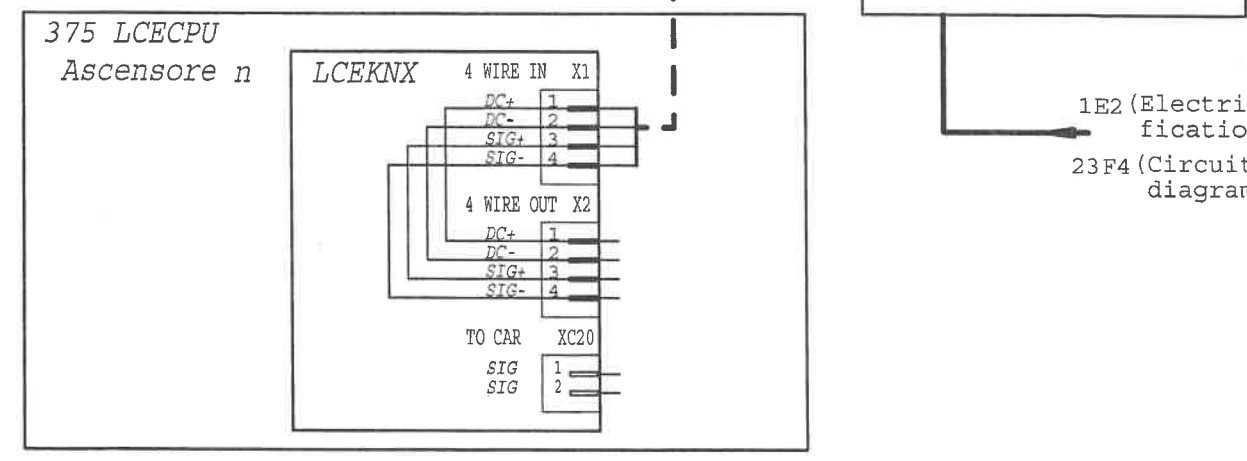 375 LCECPU
Ascensore n
LCEKNX
4 WIRE IN X1
DC+ 1
DC- 2
SIG+ 3
SIG- 4
4 WIRE OUT X2
DC+ 1
DC- 2
SIG+ 3
SIG- 4
TO CAR XC20
SIG 1
SIG 2
1E2(Electri
ficatio
23F4(Circuit
diagram